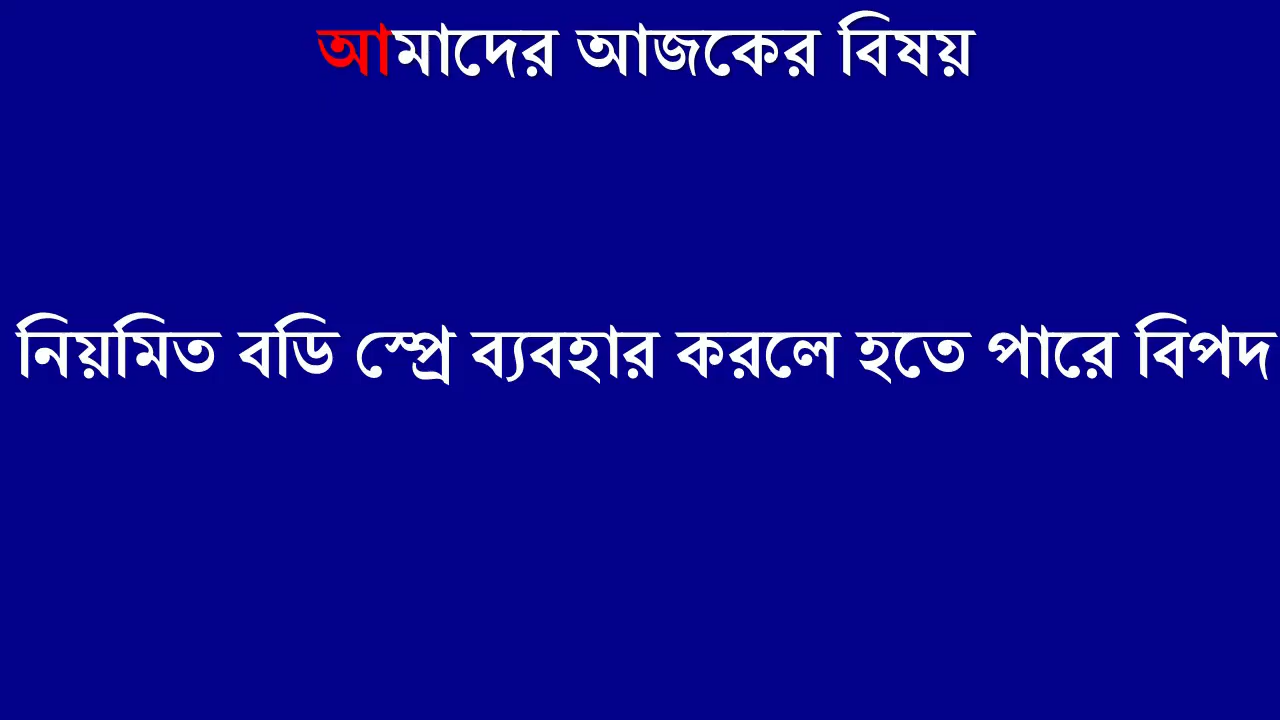 আমাদের আজকের বিষয়
নিয়মিত বডি স্প্রে ব্যবহার করলে হতে পারে বিপদ